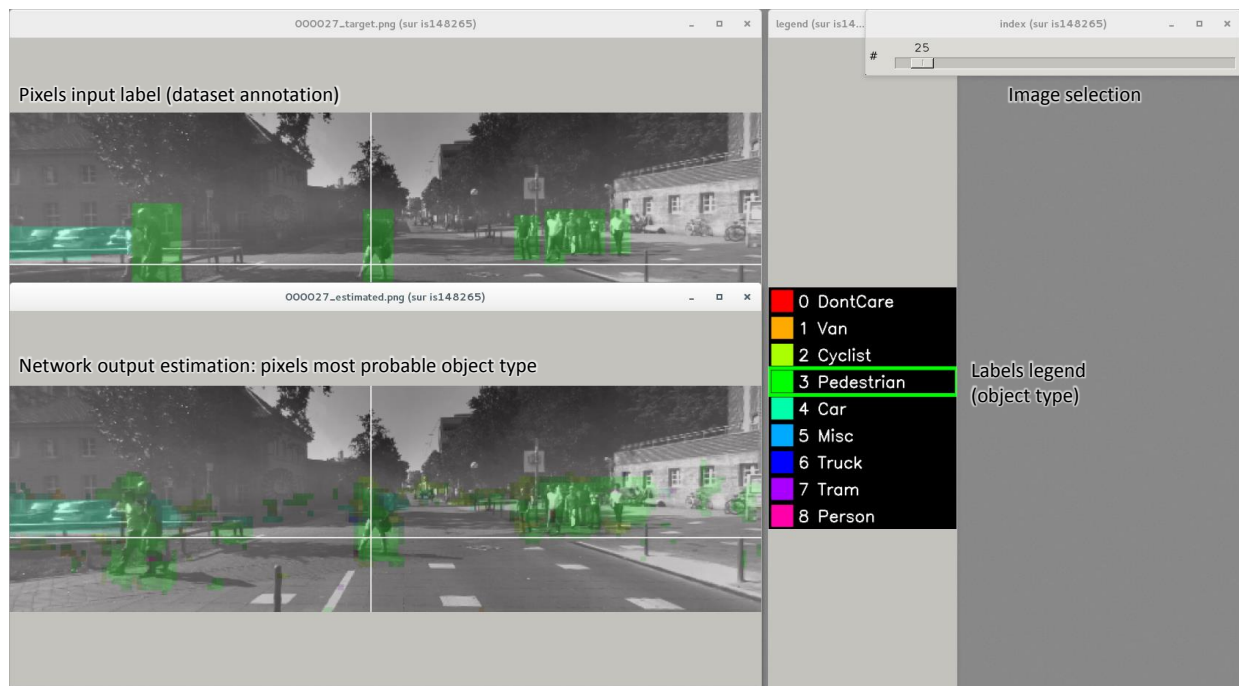 000027_target.png (sur is148265)
legend (sur is14...
index (sur is148265)
# 25
Pixels input label (dataset annotation)
Image selection
000027_estimated.png (sur is148265)
Network output estimation: pixels most probable object type
0 DontCare
1 Van
2 Cyclist
3 Pedestrian
4 Car
5 Misc
6 Truck
7 Tram
8 Person
Labels legend
(object type)